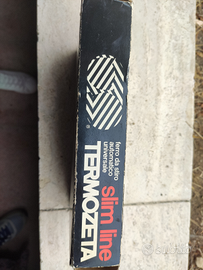 ®
ferro da stiro
automatico
universale
slim line
TERMOZETA